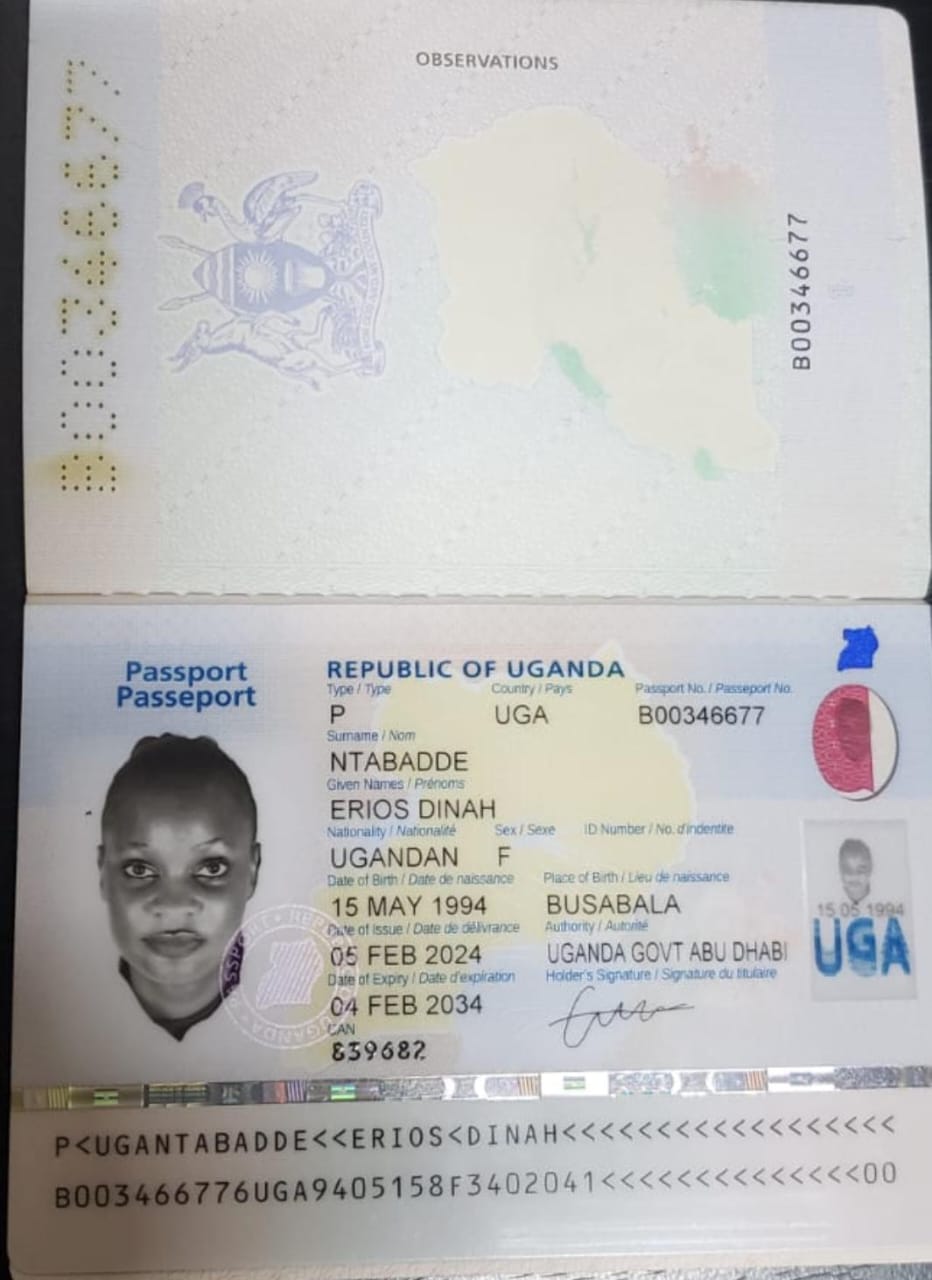 OBSERVATIONS
B00346677
B00346677
Passport
Passeport
REPUBLIC OF UGANDA
Type / Type Country / Pays Passport No. / Passeport No.
P UGA B00346677
Surname / Nom
NTABADDE
Given Names / Prénoms
ERIOS DINAH
Nationality / Nationalité Sex / Sexe ID Number / No. d'indentite
UGANDAN F
Date of Birth / Date de naissance Place of Birth / Lieu de naissance
15 MAY 1994 BUSABALA
Date of Issue / Date de délivrance Authority / Autorité
05 FEB 2024 UGANDA GOVT ABU DHABI
Date of Expiry / Date d'expiration Holder's Signature / Signature du titulaire
04 FEB 2034
CAN
839682
15 05 1994
UGA
P<UGANTABADDE<<ERIOS<DINAH<<<<<<<<<<<<<<<<<<
B003466776UGA9405158F3402041<<<<<<<<<<<<<<00